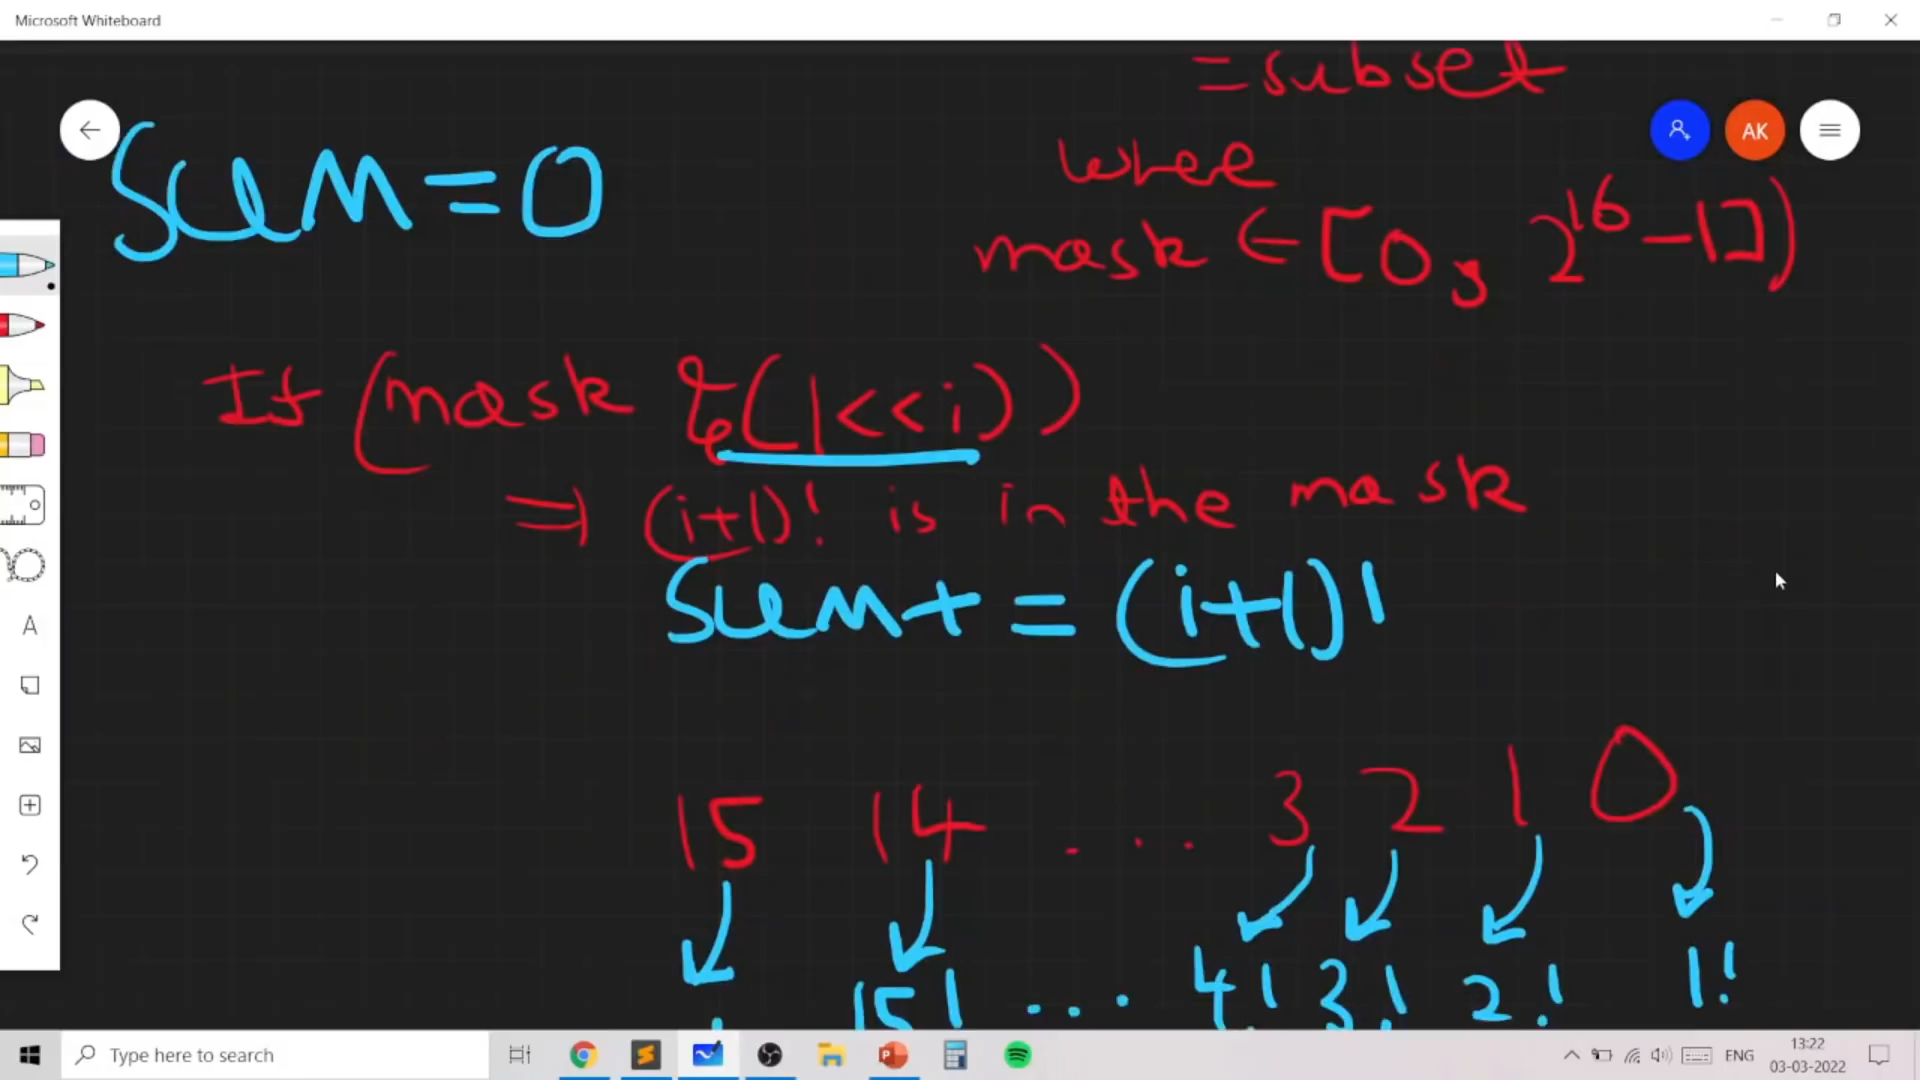 Microsoft Whiteboard
=subset
AK
Sum=0
whee
mask ∈ [0, 2^16-1])
If (mask &(1<<i))
=) (i+1)! is in the mask
Sum+=(i+1)!
15 14 ... 3 2 1 0
15! ... 4! 3! 2! 1!
A
Type here to search
ENG
13:22
03-03-2022